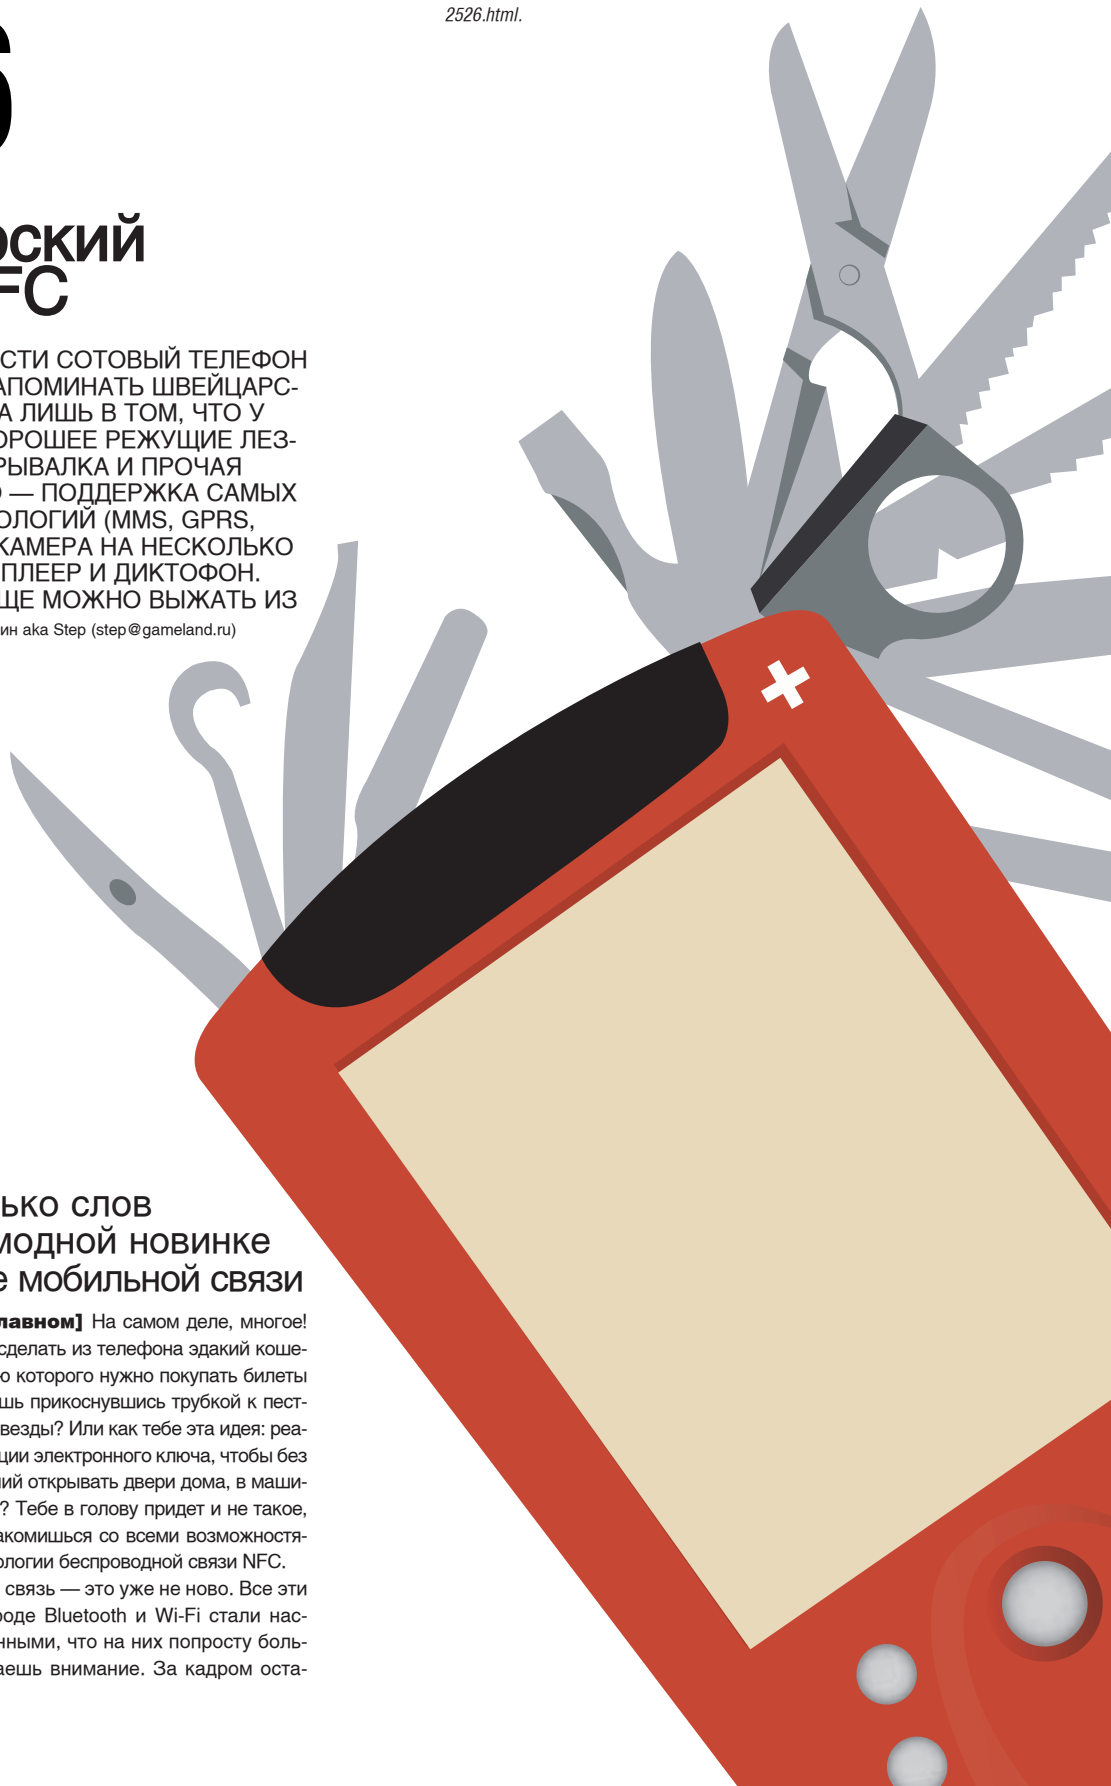 2526.html.
6
ский
FC
СТИ СОТОВЫЙ ТЕЛЕФОН
АПОМИНАТЬ ШВЕЙЦАРС-
А ЛИШЬ В ТОМ, ЧТО У
ОРОШЕЕ РЕЖУЩИЕ ЛЕЗ-
РЫВАЛКА И ПРОЧАЯ
— ПОДДЕРЖКА САМЫХ
ОЛОГИЙ (MMS, GPRS,
КАМЕРА НА НЕСКОЛЬКО
ПЛЕЕР И ДИКТОФОН.
ЩЕ МОЖНО ВЫЖАТЬ ИЗ
ин aka Step (step@gameland.ru)
ько слов
модной новинке
е мобильной связи
лавном] На самом деле, многое!
сделать из телефона эдакий коше-
ю которого нужно покупать билеты
шь прикоснувшись трубкой к пест-
везды? Или как тебе эта идея: реа-
ции электронного ключа, чтобы без
ий открывать двери дома, в маши-
? Тебе в голову придет и не такое,
акомишься со всеми возможностя-
ологии беспроводной связи NFC.
связь — это уже не ново. Все эти
роде Bluetooth и Wi-Fi стали нас-
нными, что на них попросту боль-
аешь внимание. За кадром оста-